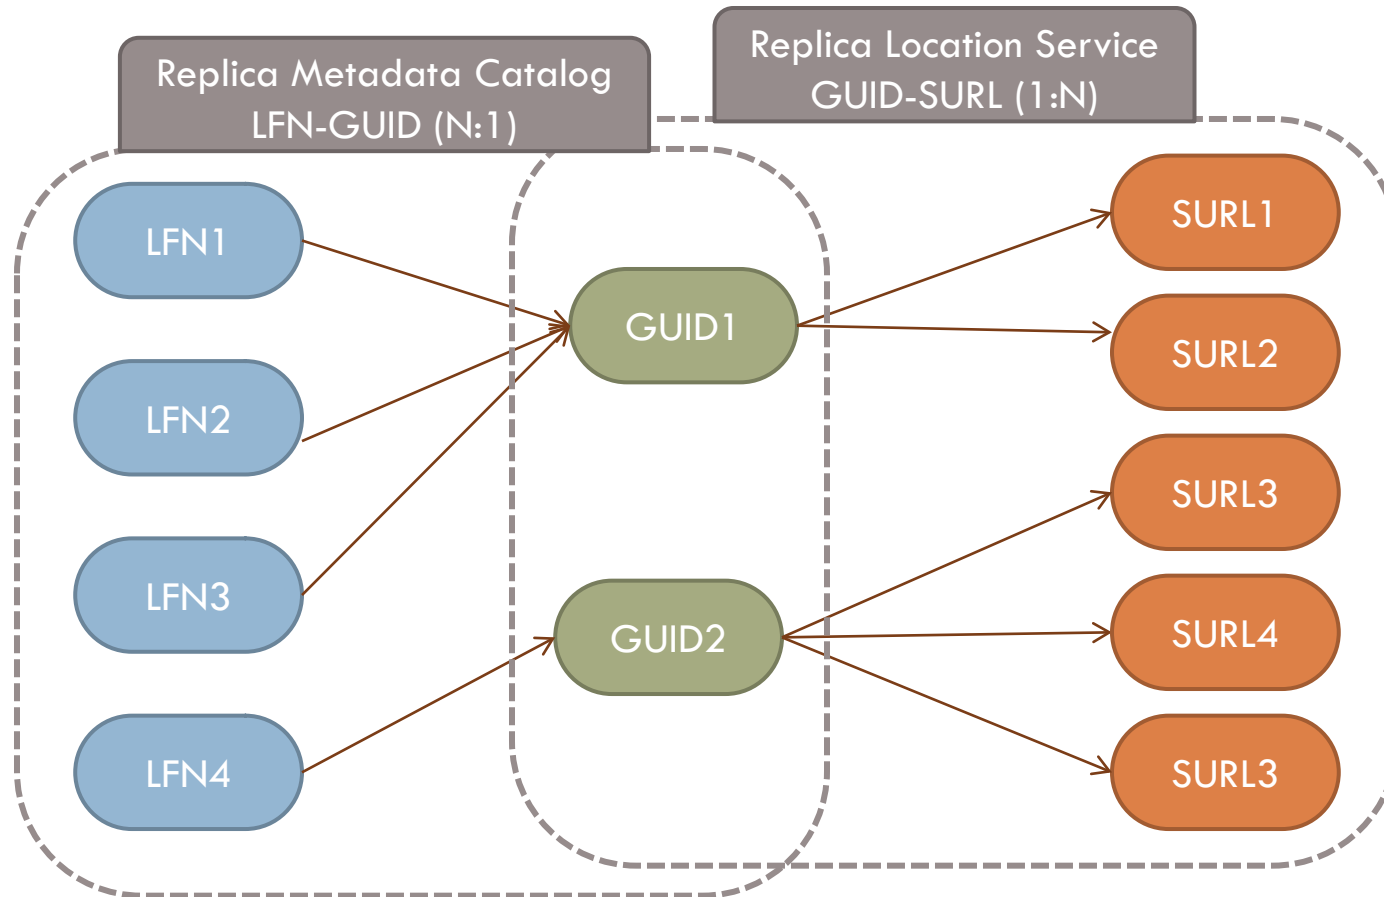 Replica Metadata Catalog
LFN-GUID (N:1)
Replica Location Service
GUID-SURL (1:N)
LFN1
LFN2
LFN3
LFN4
GUID1
GUID2
SURL1
SURL2
SURL3
SURL4
SURL3